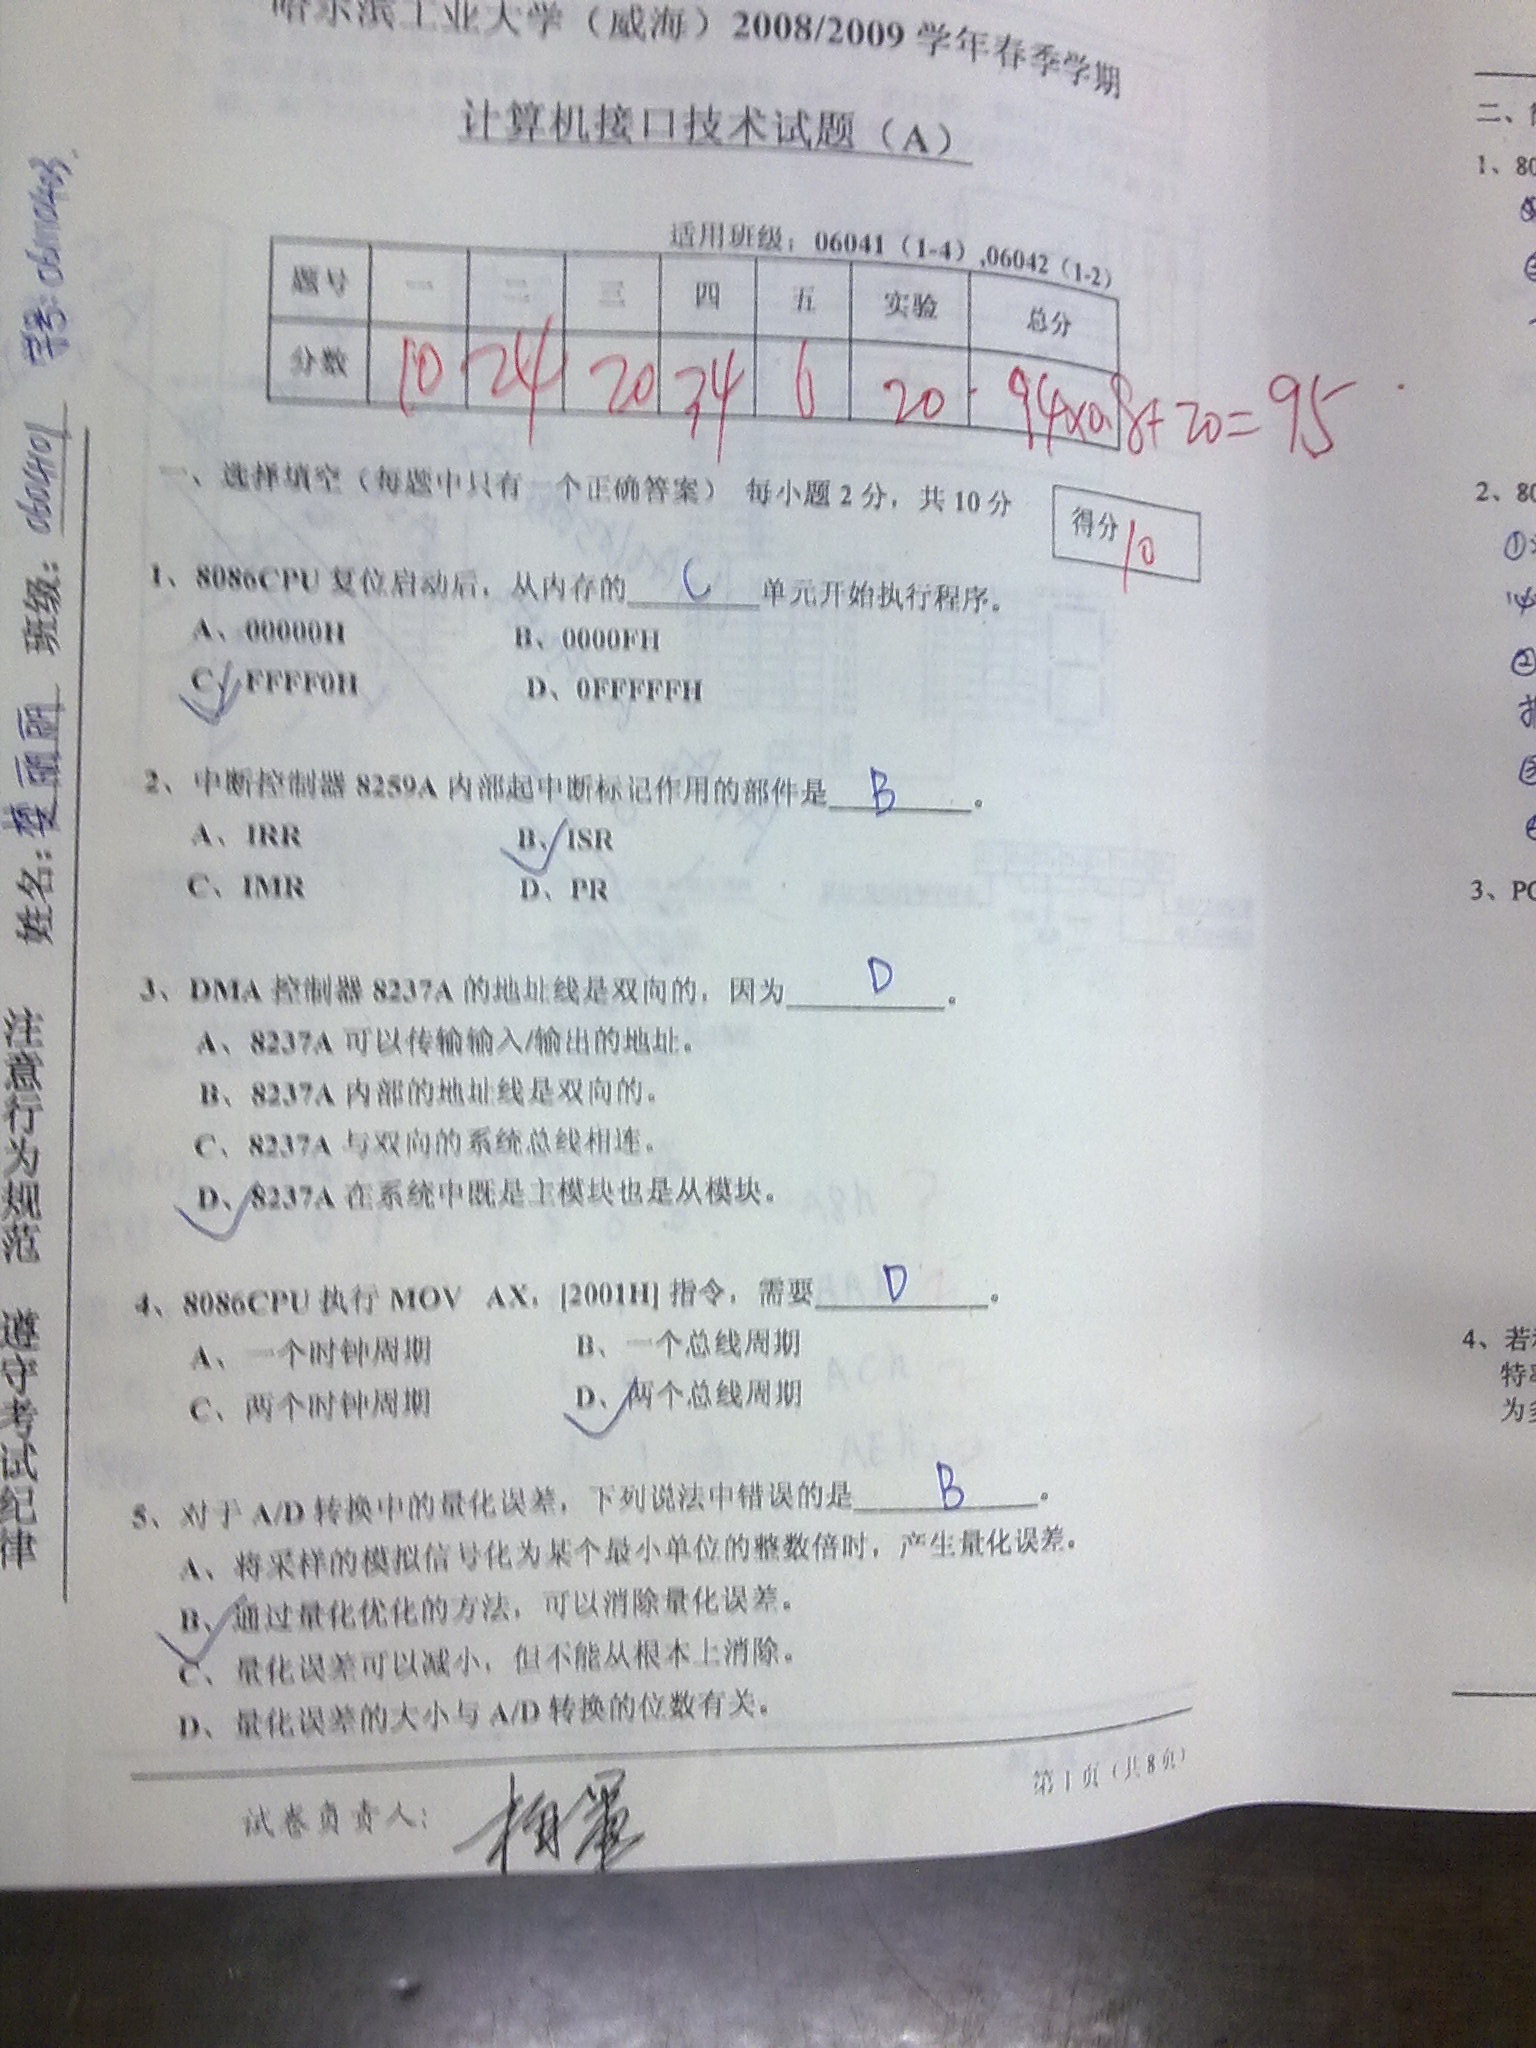 哈尔滨工业大学（威海）2008/2009 学年春季学期
计算机接口技术试题（A）
适用班级：06041（1-4）,06042（1-2）
题号 一 二 三 四 五 实验 总分
分数 10 24 20 34 6 20 94×0.8+20=95
一、选择填空（每题中只有一个正确答案） 每小题 2 分，共 10 分
得分 10
1、8086CPU 复位启动后，从内存的 C 单元开始执行程序。
A、00000H B、0000FH
C、FFFF0H D、0FFFFFH
2、中断控制器 8259A 内部起中断标记作用的部件是 B 。
A、IRR B、ISR
C、IMR D、PR
3、DMA 控制器 8237A 的地址线是双向的，因为 D 。
A、8237A 可以传输输入/输出的地址。
B、8237A 内部的地址线是双向的。
C、8237A 与双向的系统总线相连。
D、8237A 在系统中既是主模块也是从模块。
4、8086CPU 执行 MOV AX，[2001H] 指令，需要 D 。
A、一个时钟周期 B、一个总线周期
C、两个时钟周期 D、两个总线周期
5、对于 A/D 转换中的量化误差，下列说法中错误的是 B 。
A、将采样的模拟信号化为某个最小单位的整数倍时，产生量化误差。
B、通过量化优化的方法，可以消除量化误差。
C、量化误差可以减小，但不能从根本上消除。
D、量化误差的大小与 A/D 转换的位数有关。
第 1 页（共 8 页）
试卷负责人：
注意行为规范 遵守考试纪律
姓名： 丽丽 班级：0604101 学号：
二、
1、80
2、80
①
②
3、PC
4、若
特
为